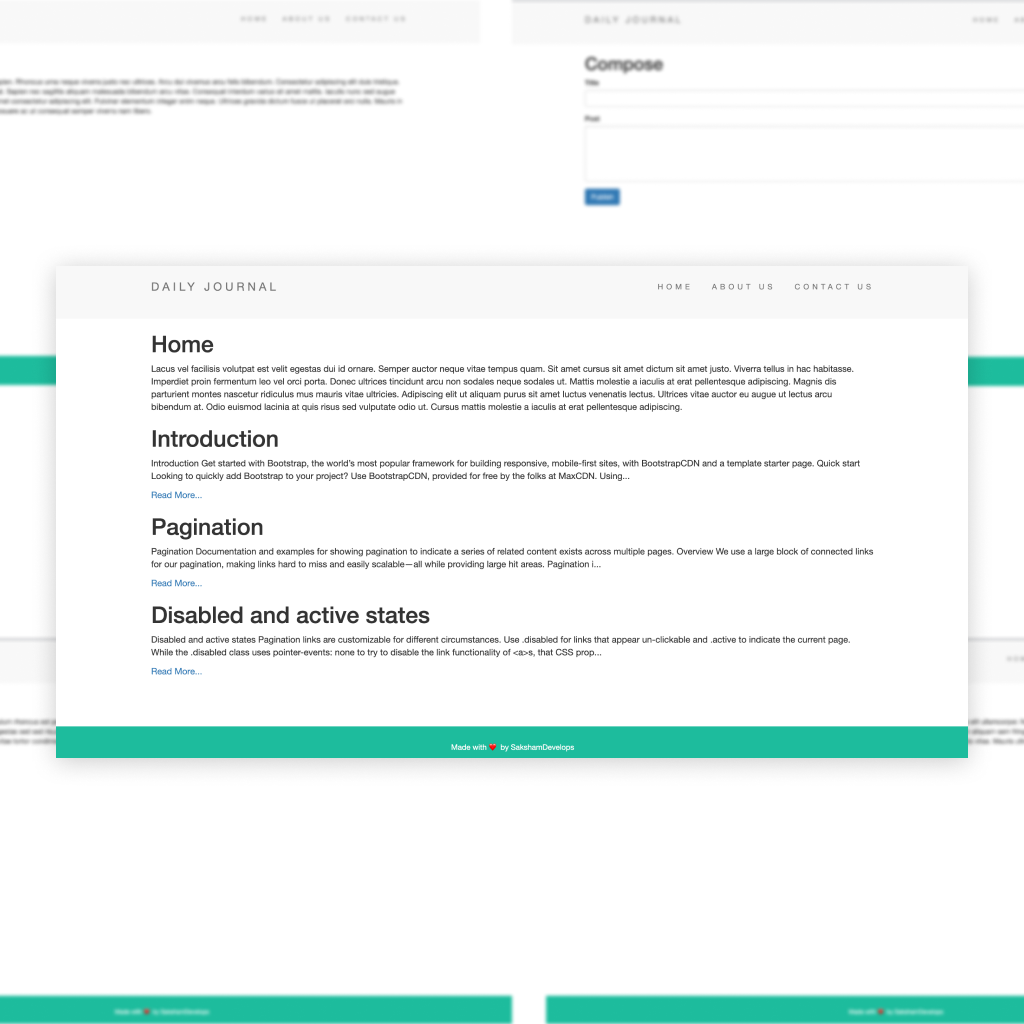 HOME ABOUT US CONTACT US
DAILY JOURNAL
HOME
Compose
Title
Post
Publish
DAILY JOURNAL
HOME ABOUT US CONTACT US
Home
Lacus vel facilisis volutpat est velit egestas dui id ornare. Semper auctor neque vitae tempus quam. Sit amet cursus sit amet dictum sit amet justo. Viverra tellus in hac habitasse.
Imperdiet proin fermentum leo vel orci porta. Donec ultrices tincidunt arcu non sodales neque sodales ut. Mattis molestie a iaculis at erat pellentesque adipiscing. Magnis dis
parturient montes nascetur ridiculus mus mauris vitae ultricies. Adipiscing elit ut aliquam purus sit amet luctus venenatis lectus. Ultrices vitae auctor eu augue ut lectus arcu
bibendum at. Odio euismod lacinia at quis risus sed vulputate odio ut. Cursus mattis molestie a iaculis at erat pellentesque adipiscing.
Introduction
Introduction Get started with Bootstrap, the world's most popular framework for building responsive, mobile-first sites, with BootstrapCDN and a template starter page. Quick start
Looking to quickly add Bootstrap to your project? Use BootstrapCDN, provided for free by the folks at MaxCDN. Using...
Read More...
Pagination
Pagination Documentation and examples for showing pagination to indicate a series of related content exists across multiple pages. Overview We use a large block of connected links
for our pagination, making links hard to miss and easily scalable—all while providing large hit areas. Pagination i...
Read More...
Disabled and active states
Disabled and active states Pagination links are customizable for different circumstances. Use .disabled for links that appear un-clickable and .active to indicate the current page.
While the .disabled class uses pointer-events: none to try to disable the link functionality of <a>s, that CSS prop...
Read More...
Made with ❤ by SakshamDevelops
Made with ❤ by SakshamDevelops
Made with ❤ by SakshamDevelops